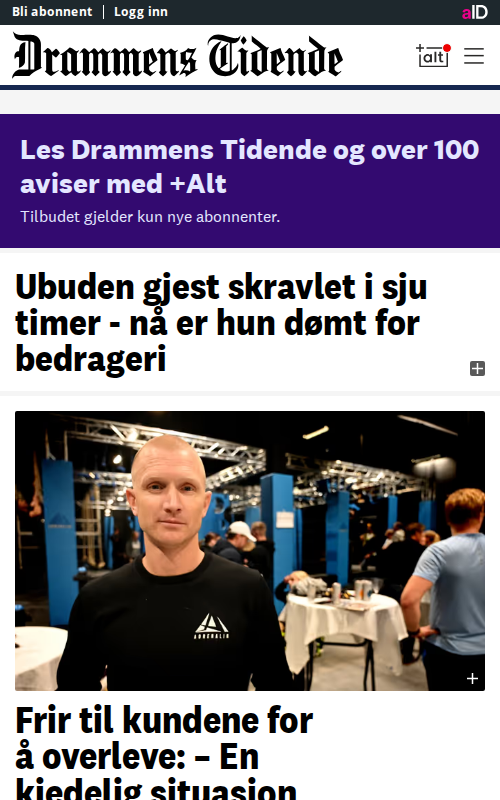 Bli abonnent | Logg inn
aID
Drammens Tidende
+alt
Les Drammens Tidende og over 100
aviser med +Alt
Tilbudet gjelder kun nye abonnenter.
Ubuden gjest skravlet i sju
timer - nå er hun dømt for
bedrageri
ADRENALIN
Frir til kundene for
å overleve: – En
kjedelig situasjon